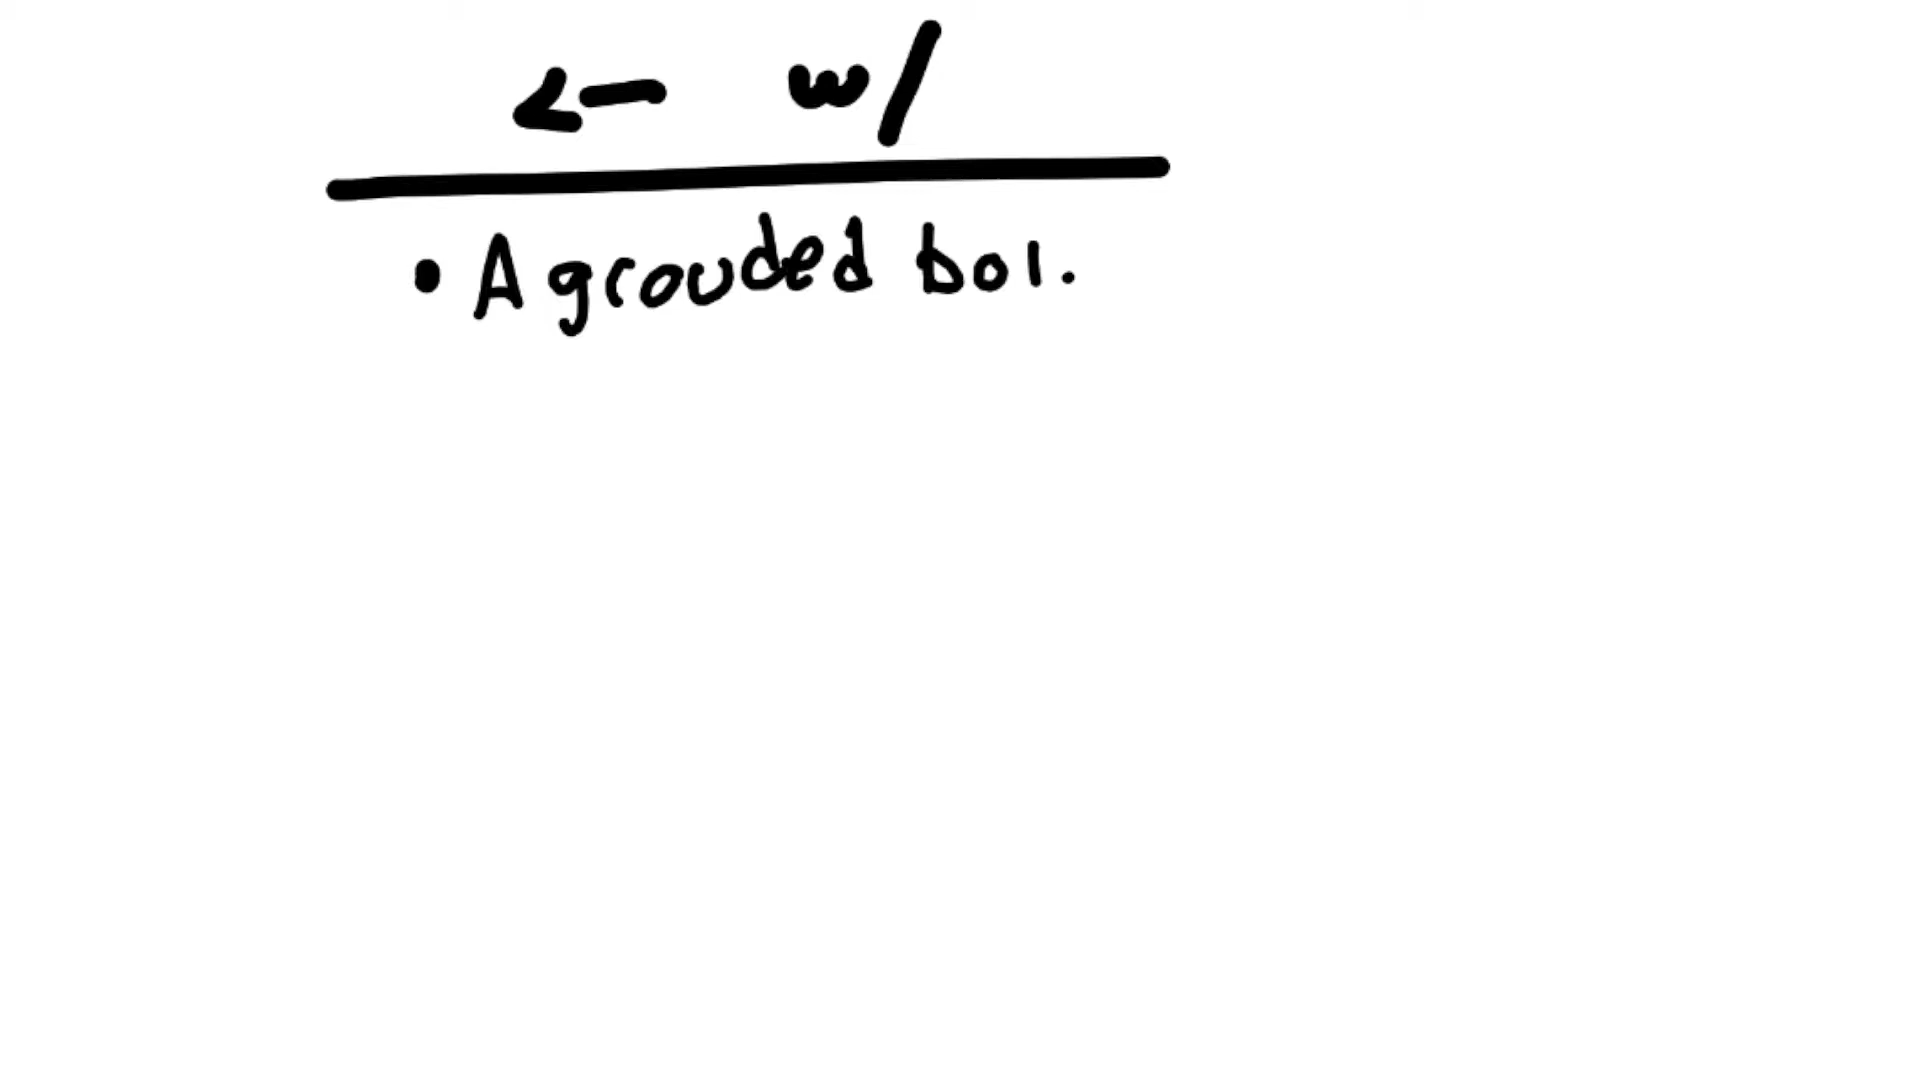 ← w/
• A grouded bol.